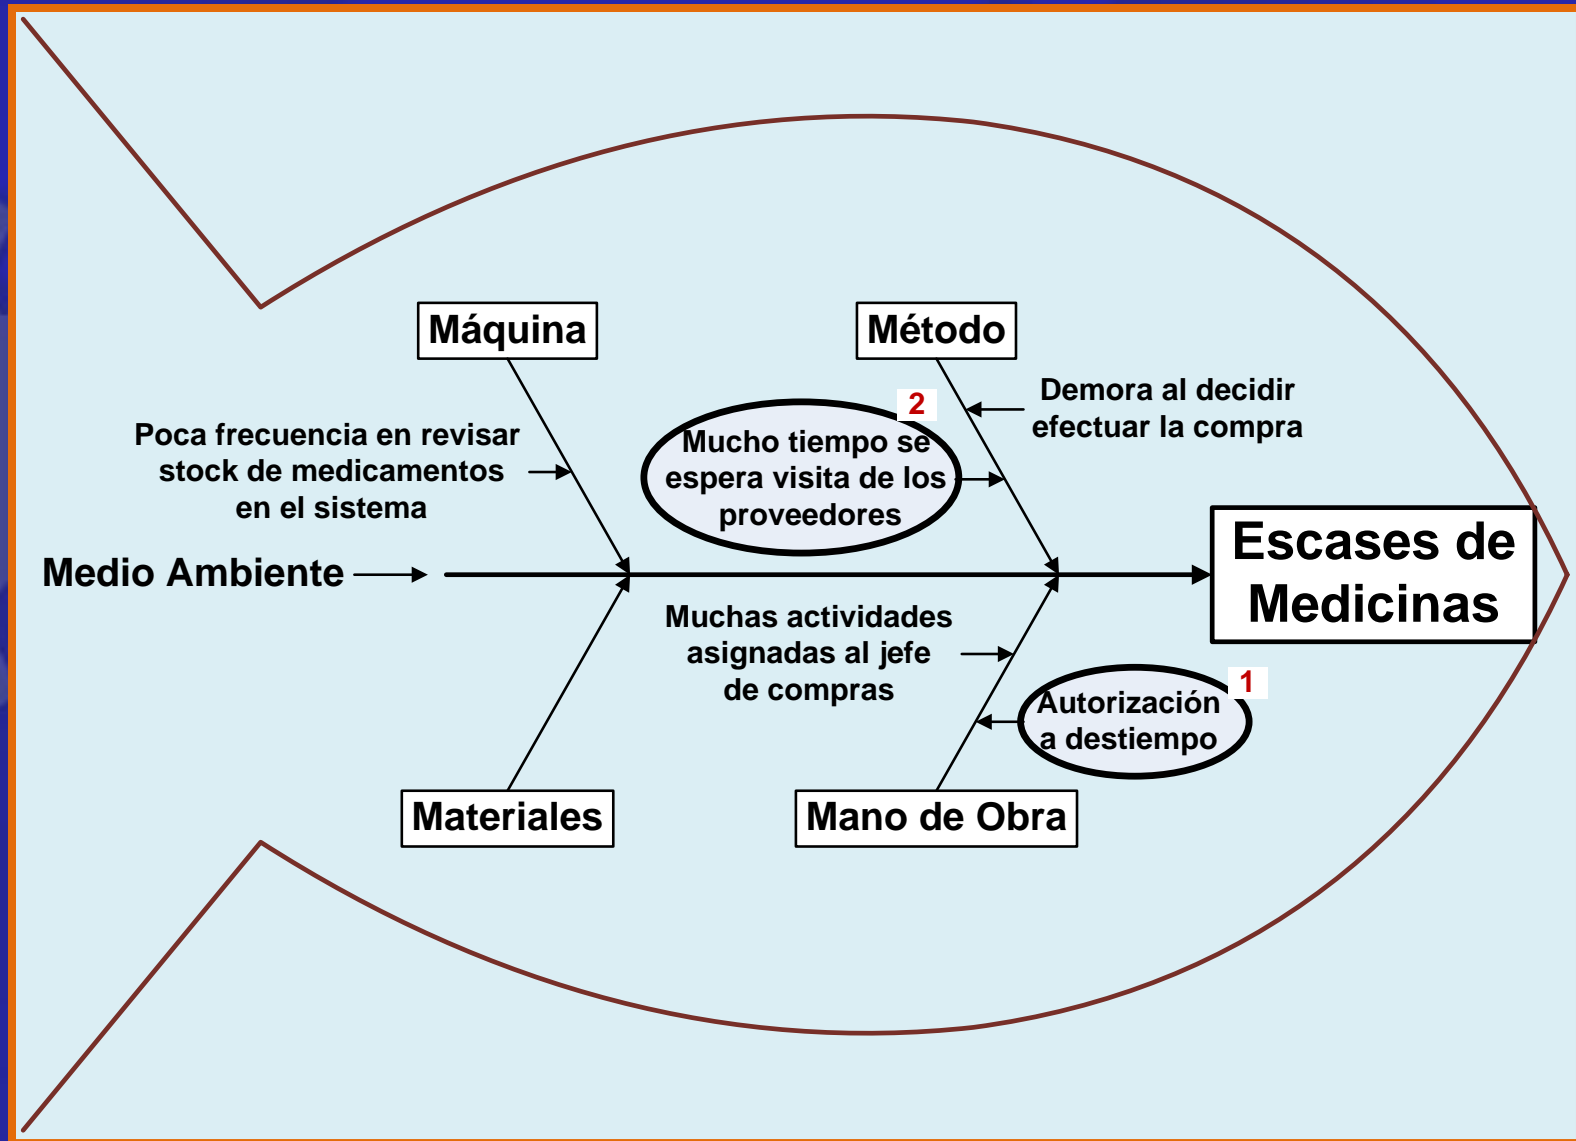 Máquina
Método
Poca frecuencia en revisar
stock de medicamentos
en el sistema
2
Mucho tiempo se
espera visita de los
proveedores
Demora al decidir
efectuar la compra
Medio Ambiente
Escases de
Medicinas
Muchas actividades
asignadas al jefe
de compras
1
Autorización
a destiempo
Materiales
Mano de Obra